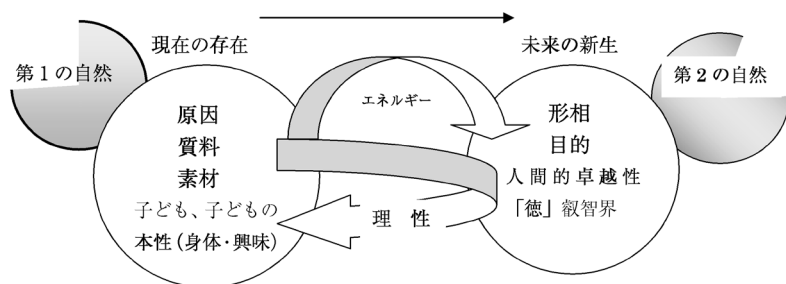 現在の存在
未来の新生
第1の自然
第2の自然
エネルギー
原因
質料
素材
子ども、子どもの
本性(身体・興味)
形相
目的
人間的卓越性
「徳」叡智界
理 性